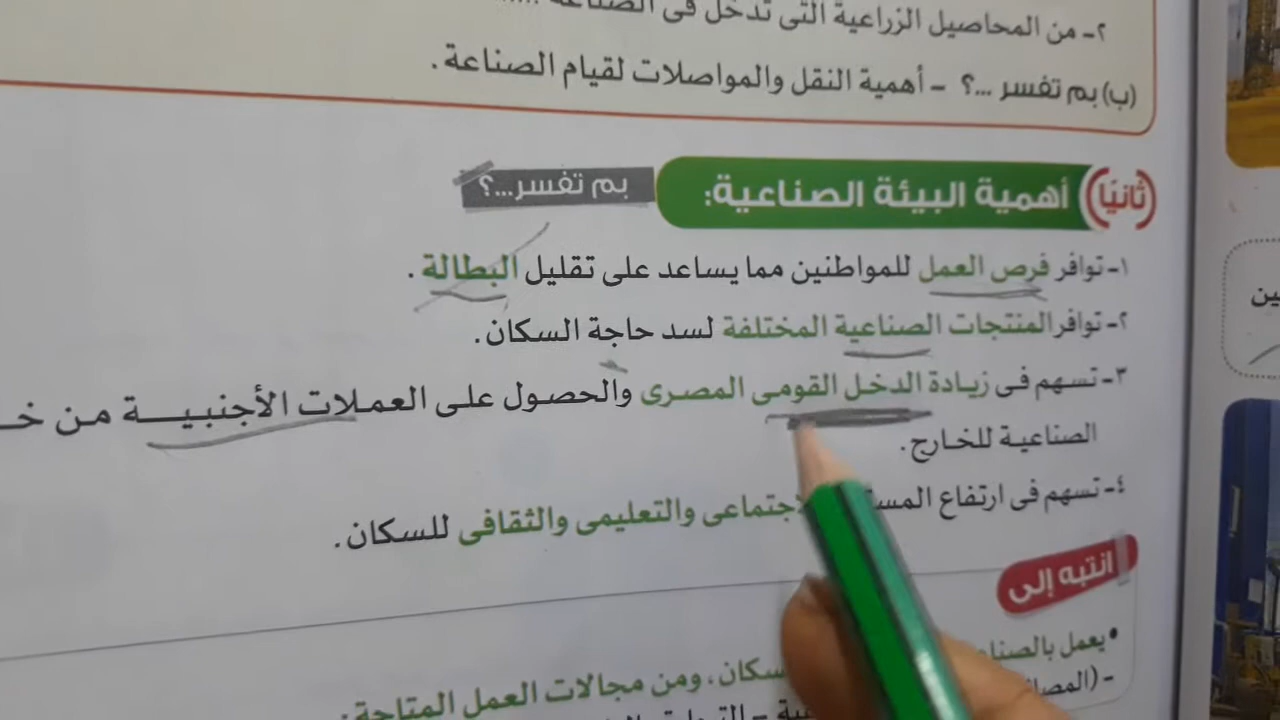 ٢- من المحاصيل الزراعية التى تدخل فى الصناعة ......
(ب) بم تفسر ...؟ - أهمية النقل والمواصلات لقيام الصناعة .
(ثانيًا) أهمية البيئة الصناعية: بم تفسر...؟
١- توافر فرص العمل للمواطنين مما يساعد على تقليل البطالة .
٢- توافر المنتجات الصناعية المختلفة لسد حاجة السكان.
٣- تسهم فى زيادة الدخل القومى المصرى والحصول على العملات الأجنبية من
الصناعية للخارج.
٤- تسهم فى ارتفاع والتعليمى والثقافى للسكان.
انتبه إلى
• يعمل ، ومن مجالات العمل المتاحة :